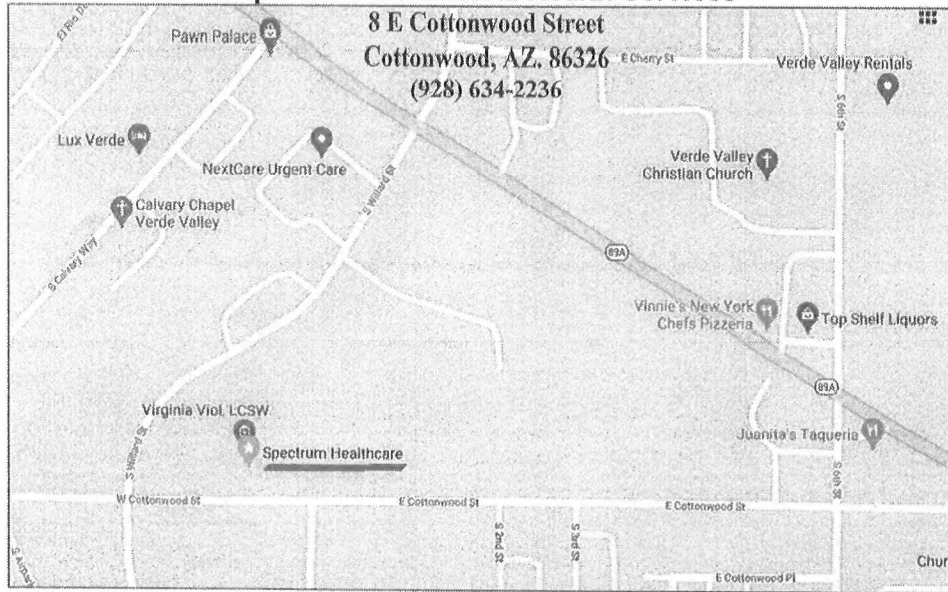 8 E Cottonwood Street
Cottonwood, AZ. 86326
(928) 634-2236
Pawn Palace
E Cherry St
Verde Valley Rentals
S 6th St
Lux Verde
NextCare Urgent Care
S Willard St
Verde Valley
Christian Church
Calvary Chapel
Verde Valley
S Calvary Way
89A
Vinnie's New York
Chefs Pizzeria
Top Shelf Liquors
89A
Virginia Viol, LCSW
Juanita's Taqueria
S Willard St
Spectrum Healthcare
S 6th St
W Cottonwood St
E Cottonwood St
E Cottonwood St
S 2nd St
S 3rd St
E Cottonwood Pl